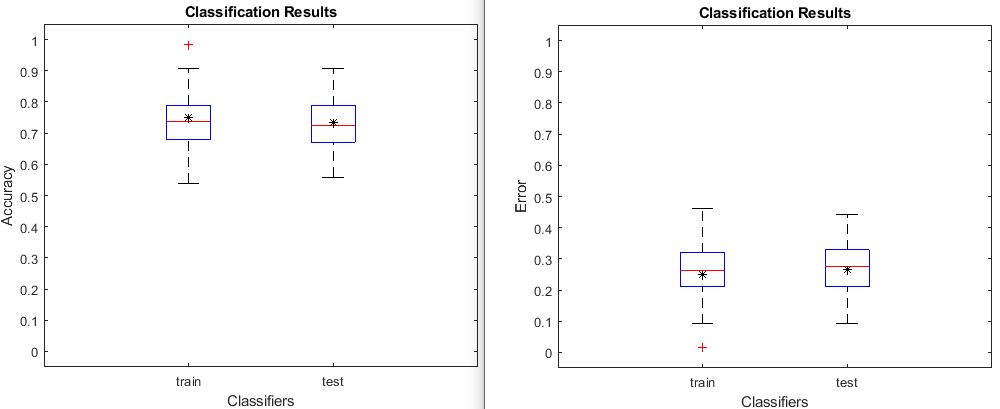 Classification Results
1
0.9
0.8
0.7
0.6
0.5
0.4
0.3
0.2
0.1
0
Accuracy
train test
Classifiers
Classification Results
1
0.9
0.8
0.7
0.6
0.5
0.4
0.3
0.2
0.1
0
Error
train test
Classifiers